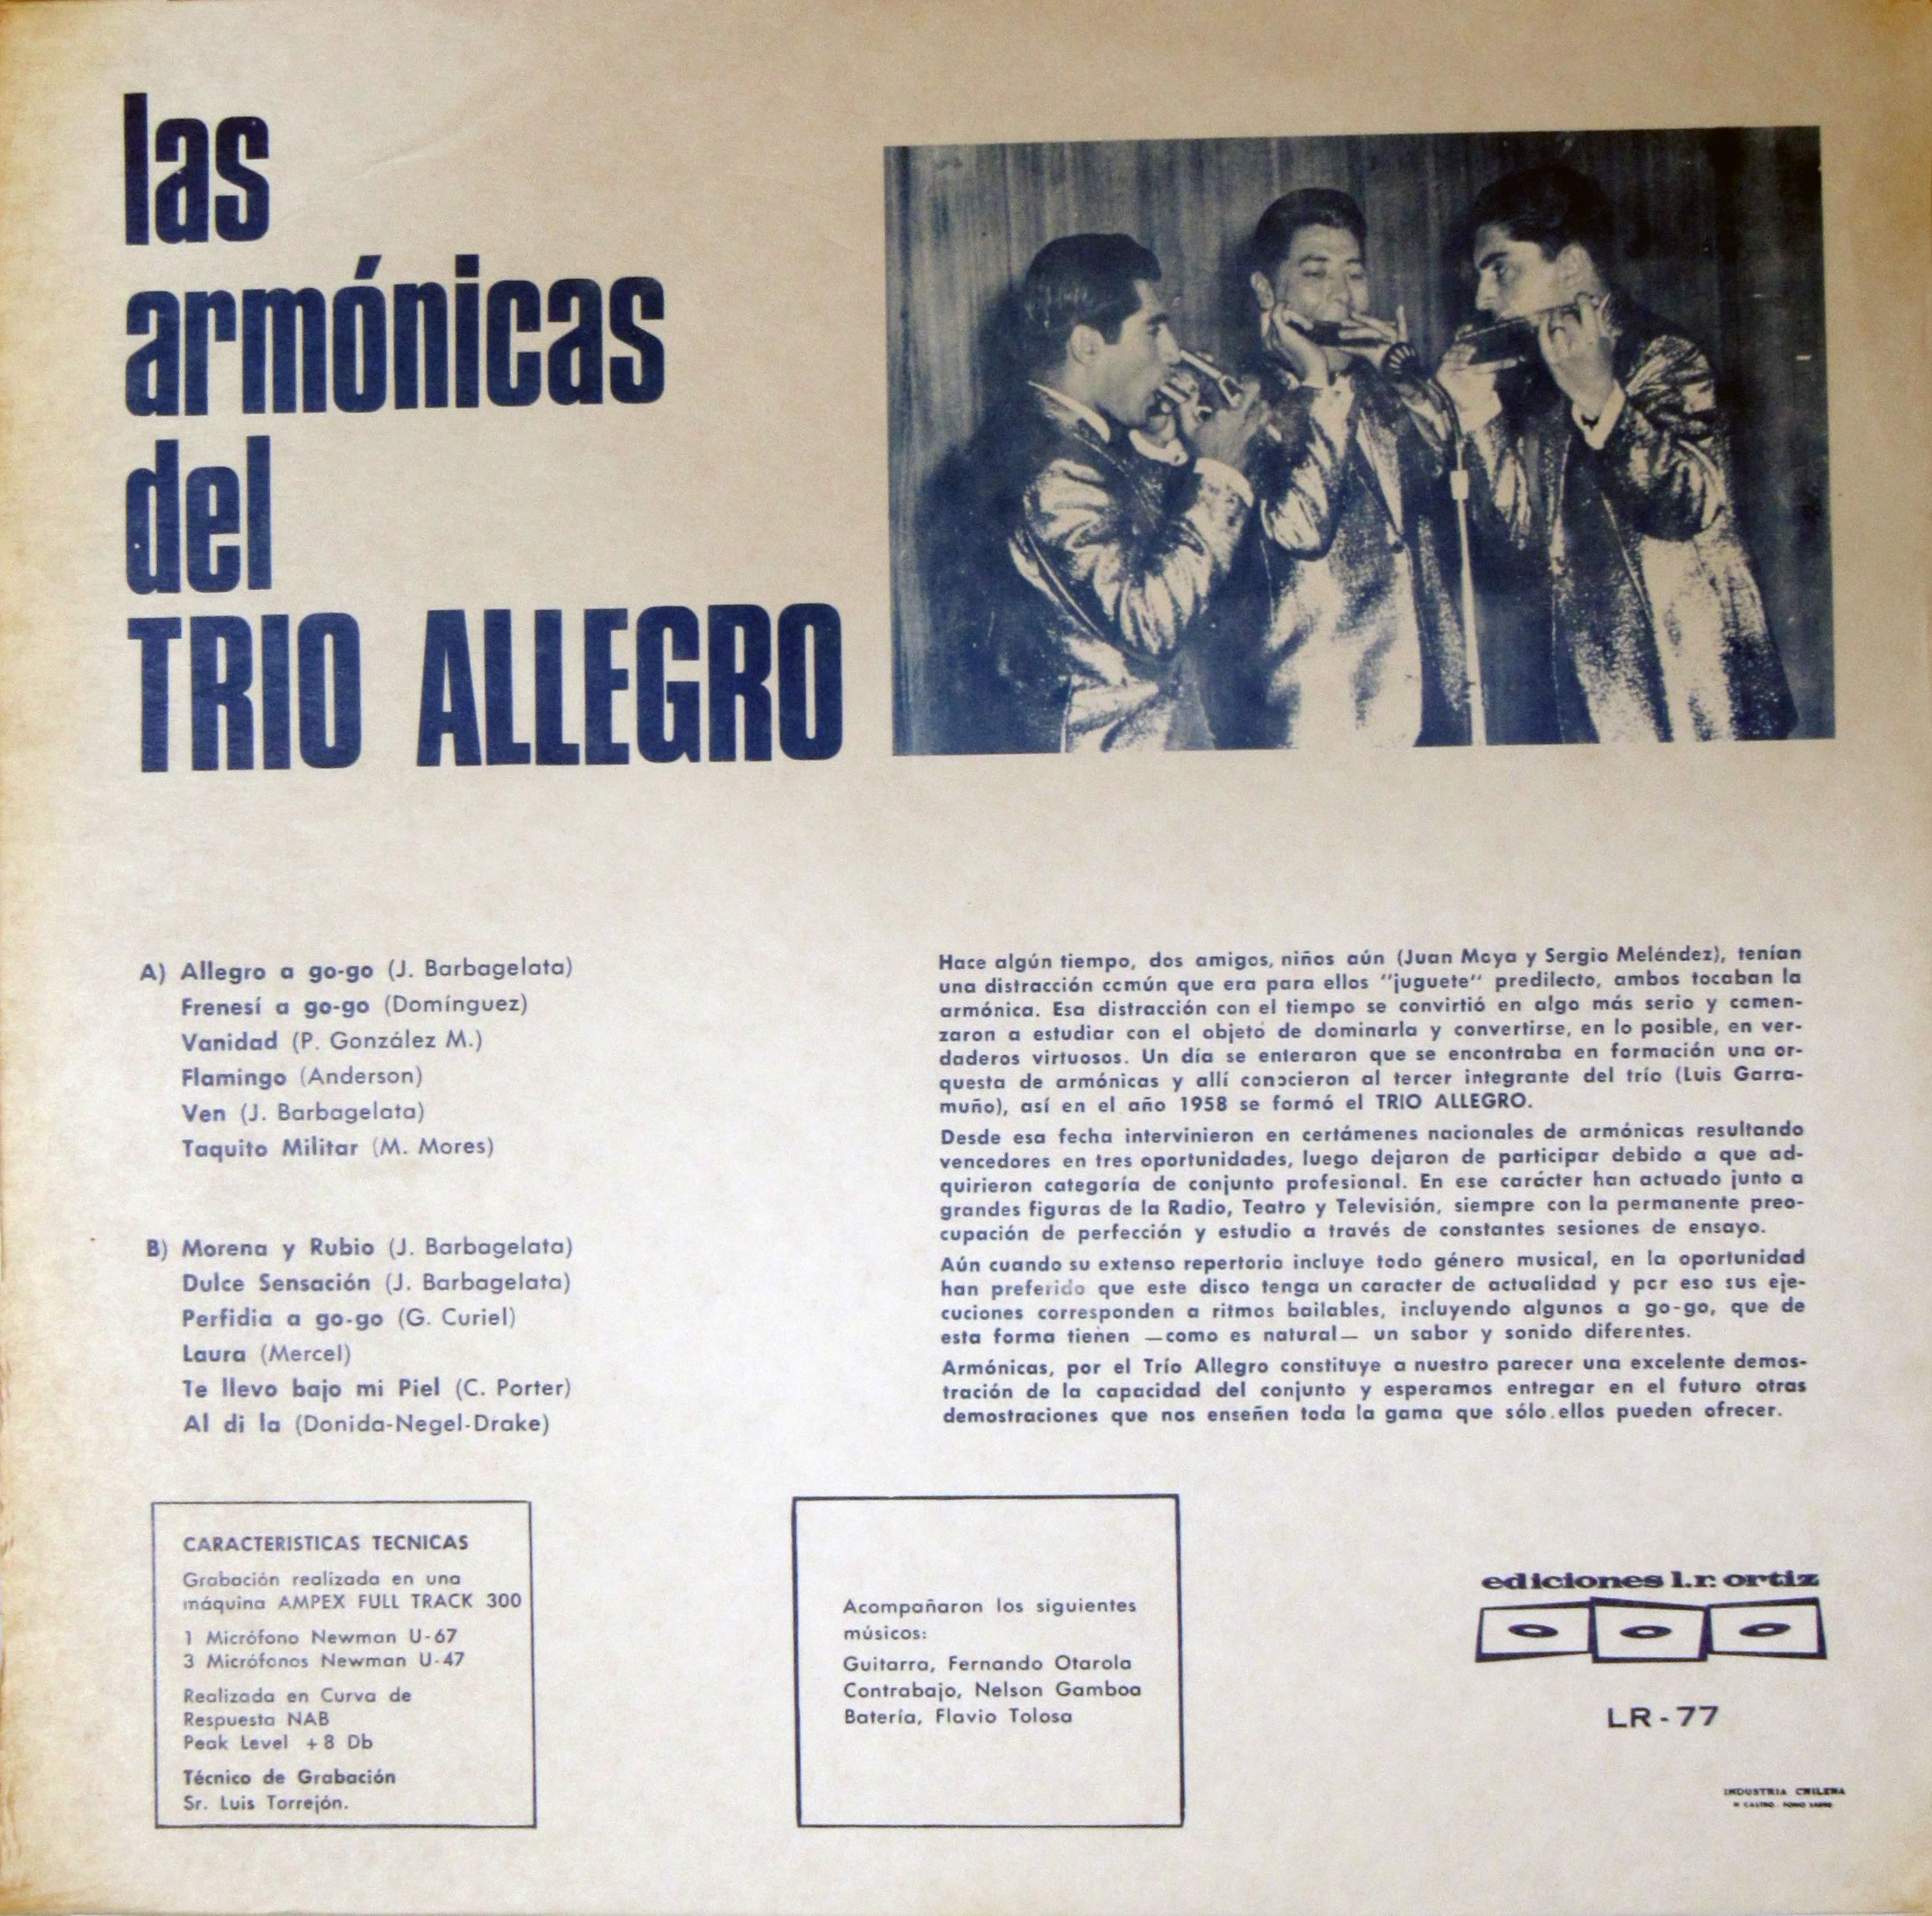 las
armónicas
del
TRIO ALLEGRO
A) Allegro a go-go (J. Barbagelata)
Frenesí a go-go (Domínguez)
Vanidad (P. González M.)
Flamingo (Anderson)
Ven (J. Barbagelata)
Taquito Militar (M. Mores)
B) Morena y Rubio (J. Barbagelata)
Dulce Sensación (J. Barbagelata)
Perfidia a go-go (G. Curiel)
Laura (Mercel)
Te llevo bajo mi Piel (C. Porter)
Al di la (Donida-Negel-Drake)
Hace algún tiempo, dos amigos, niños aún (Juan Moya y Sergio Meléndez), tenían
una distracción común que era para ellos "juguete" predilecto, ambos tocaban la
armónica. Esa distracción con el tiempo se convirtió en algo más serio y comen-
zaron a estudiar con el objeto de dominarla y convertirse, en lo posible, en ver-
daderos virtuosos. Un día se enteraron que se encontraba en formación una or-
questa de armónicas y allí conocieron al tercer integrante del trío (Luis Garra-
muño), así en el año 1958 se formó el TRIO ALLEGRO.
Desde esa fecha intervinieron en certámenes nacionales de armónicas resultando
vencedores en tres oportunidades, luego dejaron de participar debido a que ad-
quirieron categoría de conjunto profesional. En ese carácter han actuado junto a
grandes figuras de la Radio, Teatro y Televisión, siempre con la permanente preo-
cupación de perfección y estudio a través de constantes sesiones de ensayo.
Aún cuando su extenso repertorio incluye todo género musical, en la oportunidad
han preferido que este disco tenga un caracter de actualidad y por eso sus eje-
cuciones corresponden a ritmos bailables, incluyendo algunos a go-go, que de
esta forma tienen —como es natural— un sabor y sonido diferentes.
Armónicas, por el Trío Allegro constituye a nuestro parecer una excelente demos-
tración de la capacidad del conjunto y esperamos entregar en el futuro otras
demostraciones que nos enseñen toda la gama que sólo ellos pueden ofrecer.
CARACTERISTICAS TECNICAS
Grabación realizada en una
máquina AMPEX FULL TRACK 300
1 Micrófono Newman U-67
3 Micrófonos Newman U-47
Realizada en Curva de
Respuesta NAB
Peak Level +8 Db
Técnico de Grabación
Sr. Luis Torrejón.
Acompañaron los siguientes
músicos:
Guitarra, Fernando Otarola
Contrabajo, Nelson Gamboa
Batería, Flavio Tolosa
ediciones l.r. ortiz
LR - 77
INDUSTRIA CHILENA